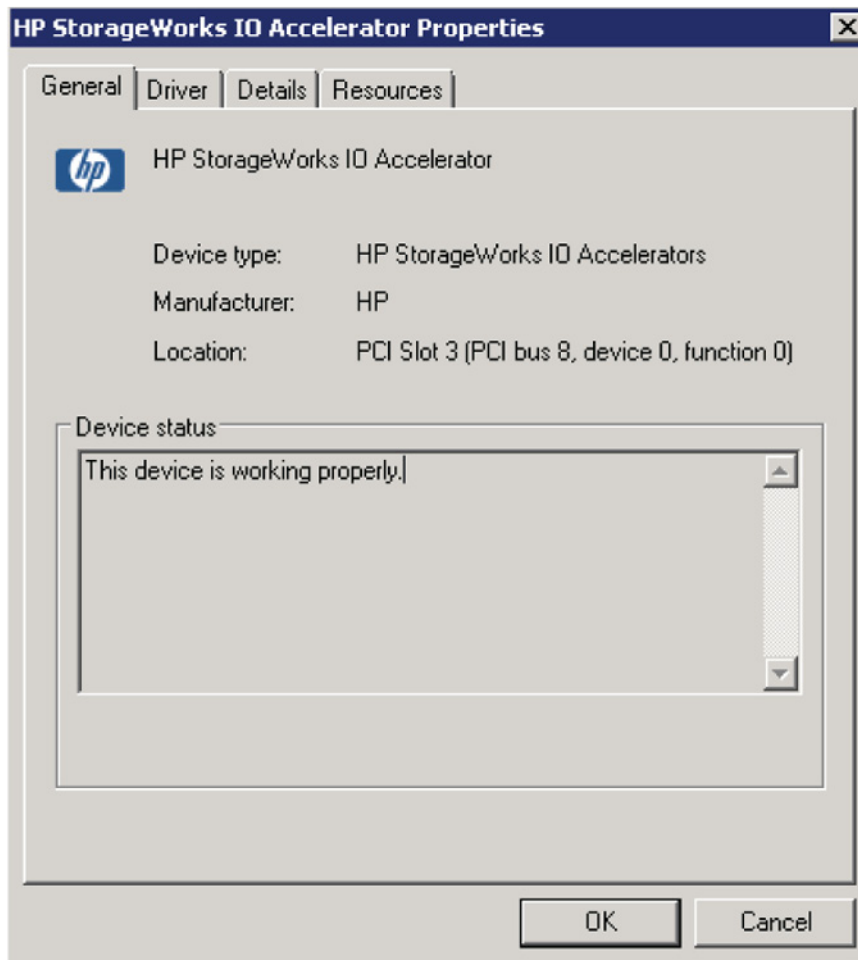 HP StorageWorks IO Accelerator Properties
General Driver Details Resources
hp HP StorageWorks IO Accelerator
Device type: HP StorageWorks IO Accelerators
Manufacturer: HP
Location: PCI Slot 3 (PCI bus 8, device 0, function 0)
Device status
This device is working properly.
OK Cancel